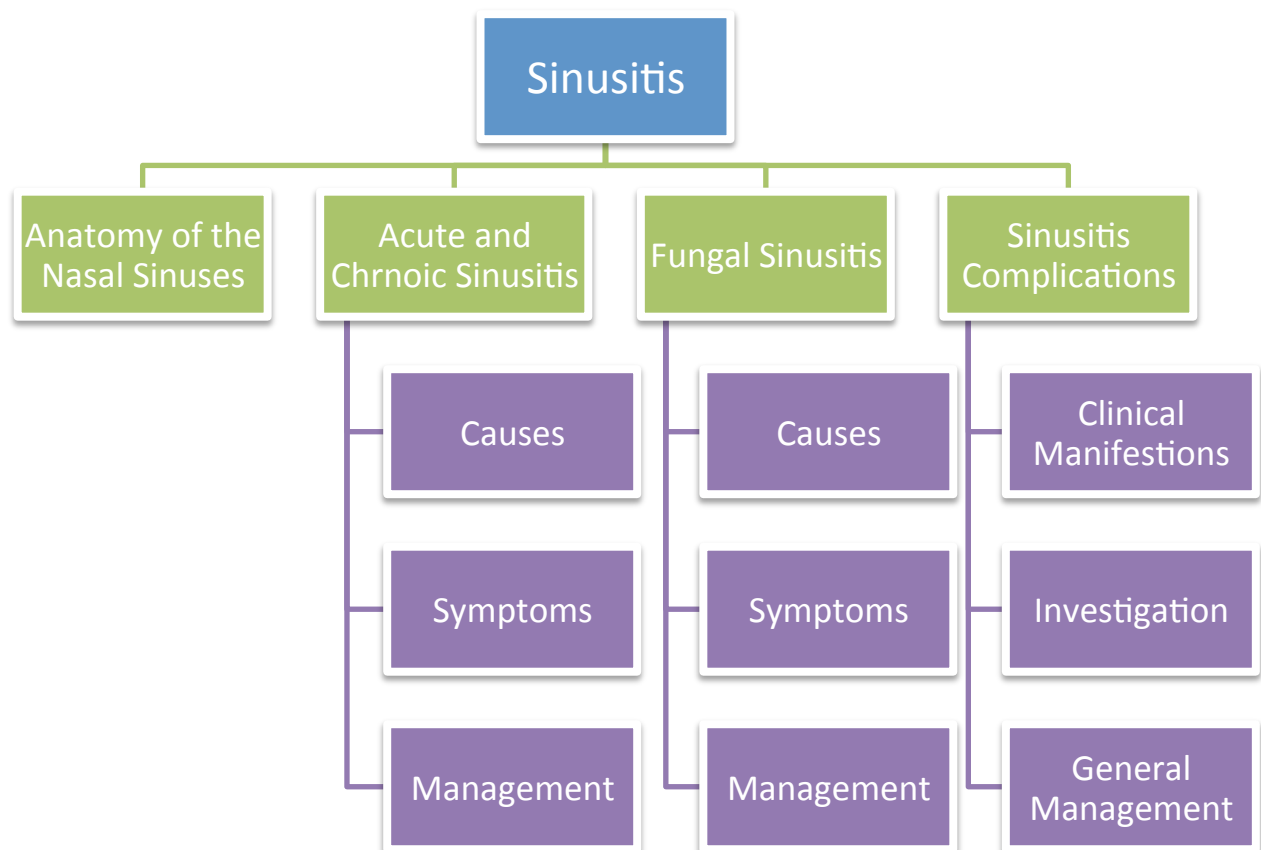 Sinusitis
Anatomy of the
Nasal Sinuses
Acute and
Chrnoic Sinusitis
Fungal Sinusitis
Sinusitis
Complications
Causes
Symptoms
Management
Causes
Symptoms
Management
Clinical
Manifestions
Investigation
General
Management